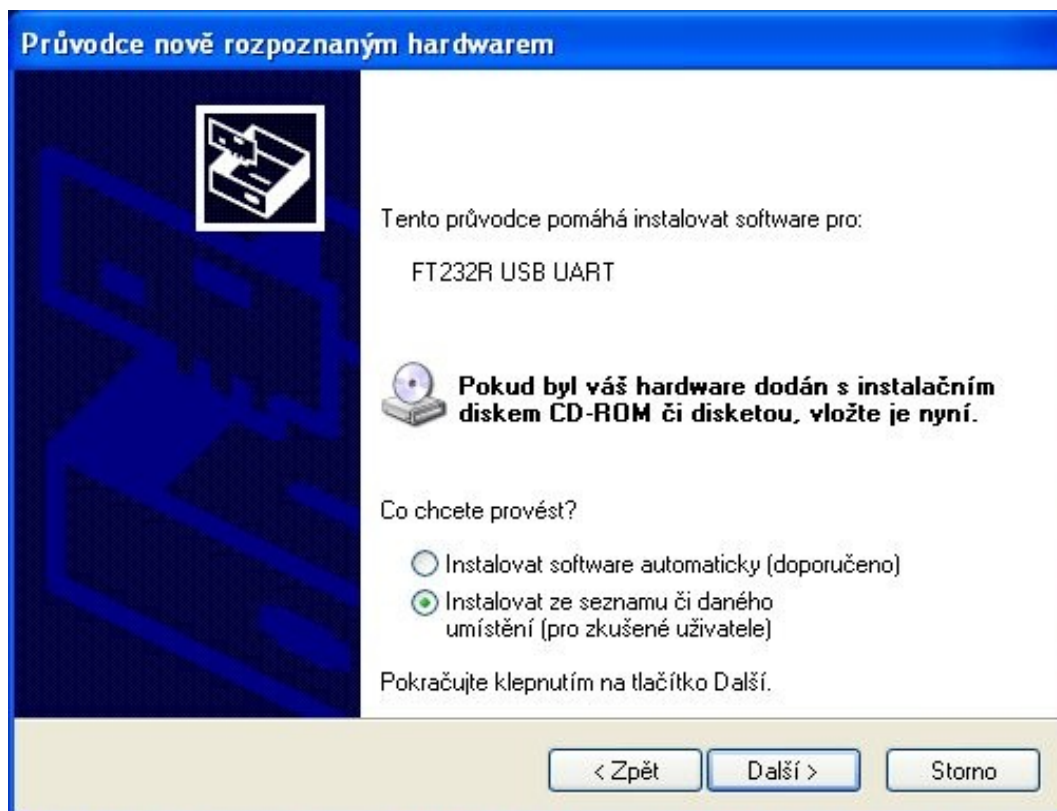 Průvodce nově rozpoznaným hardwarem
Tento průvodce pomáhá instalovat software pro:
FT232R USB UART
Pokud byl váš hardware dodán s instalačním
diskem CD-ROM či disketou, vložte je nyní.
Co chcete provést?
Instalovat software automaticky (doporučeno)
Instalovat ze seznamu či daného
umístění (pro zkušené uživatele)
Pokračujte klepnutím na tlačítko Další.
< Zpět Další > Storno